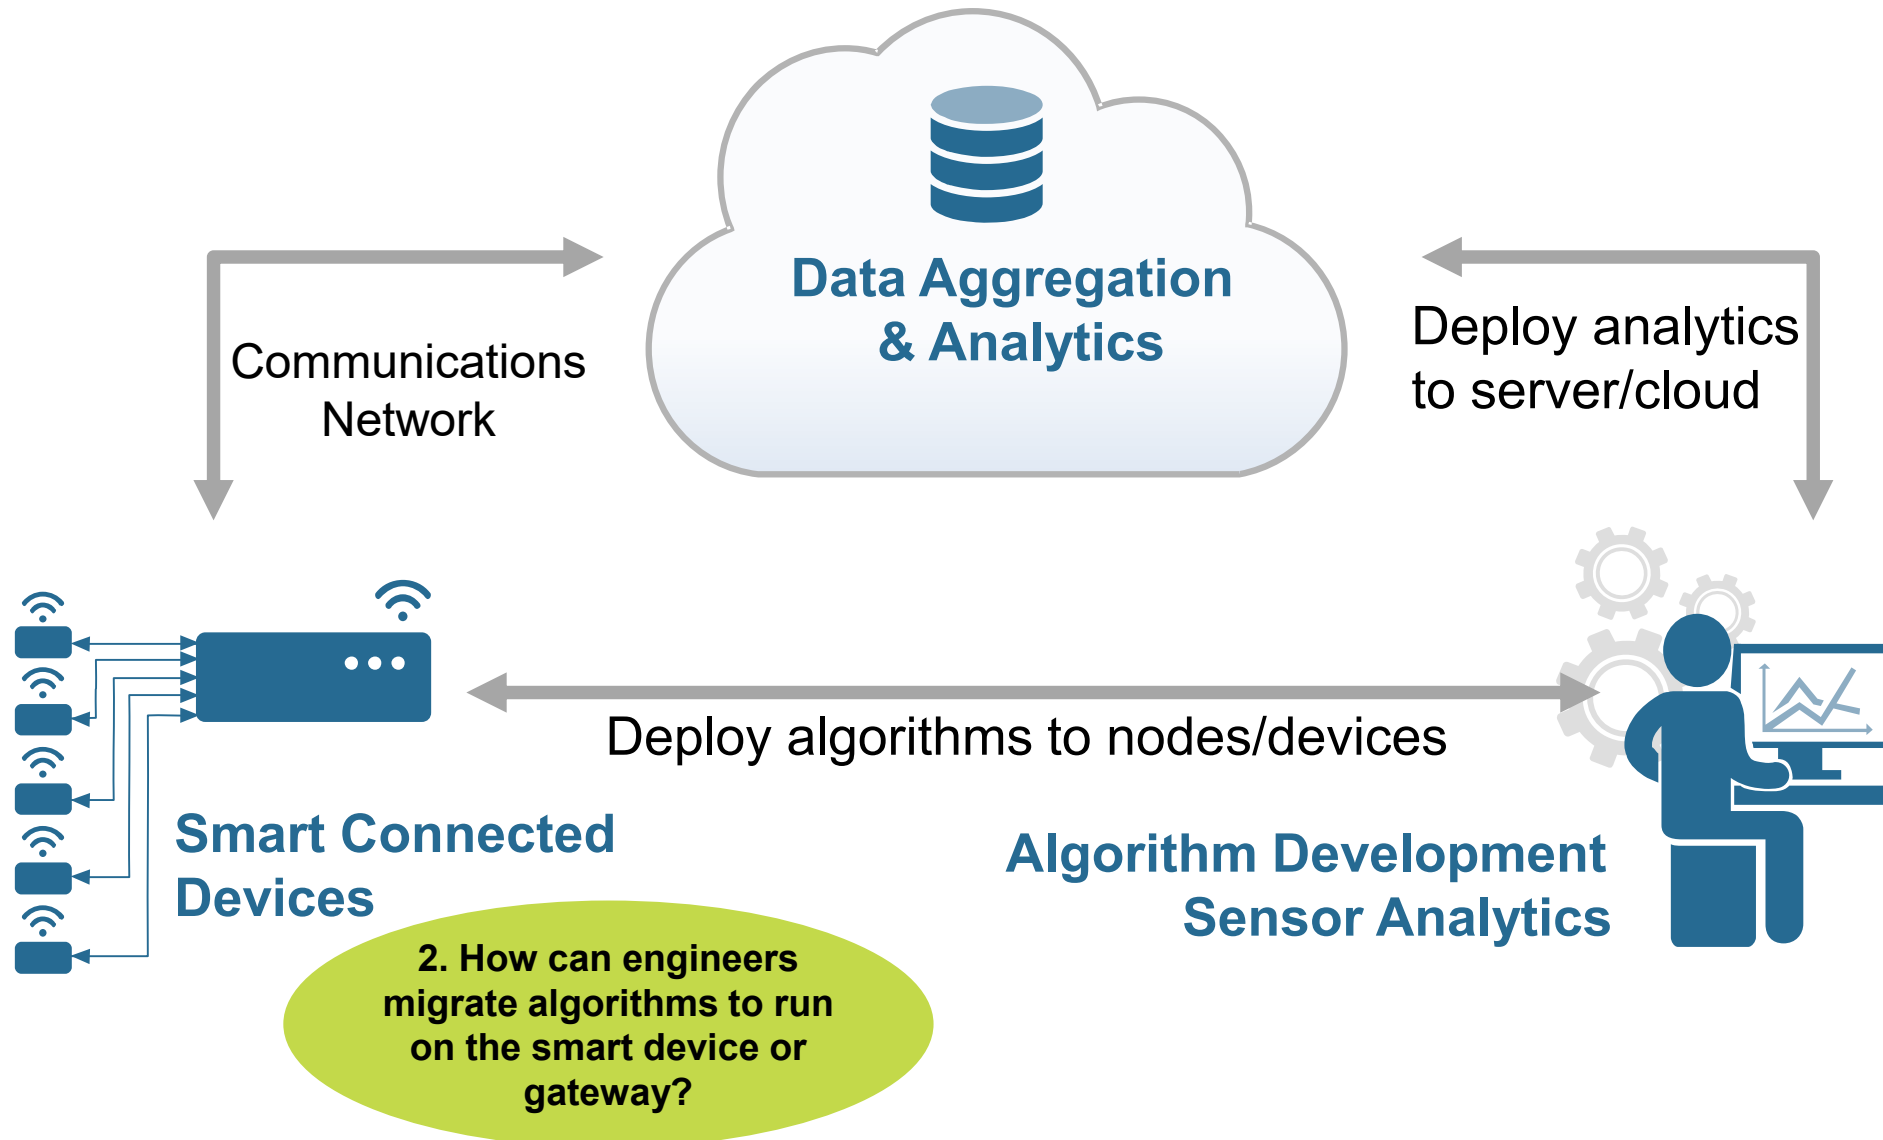 Data Aggregation
& Analytics
Communications
Network
Deploy analytics
to server/cloud
Deploy algorithms to nodes/devices
Smart Connected
Devices
Algorithm Development
Sensor Analytics
2. How can engineers
migrate algorithms to run
on the smart device or
gateway?